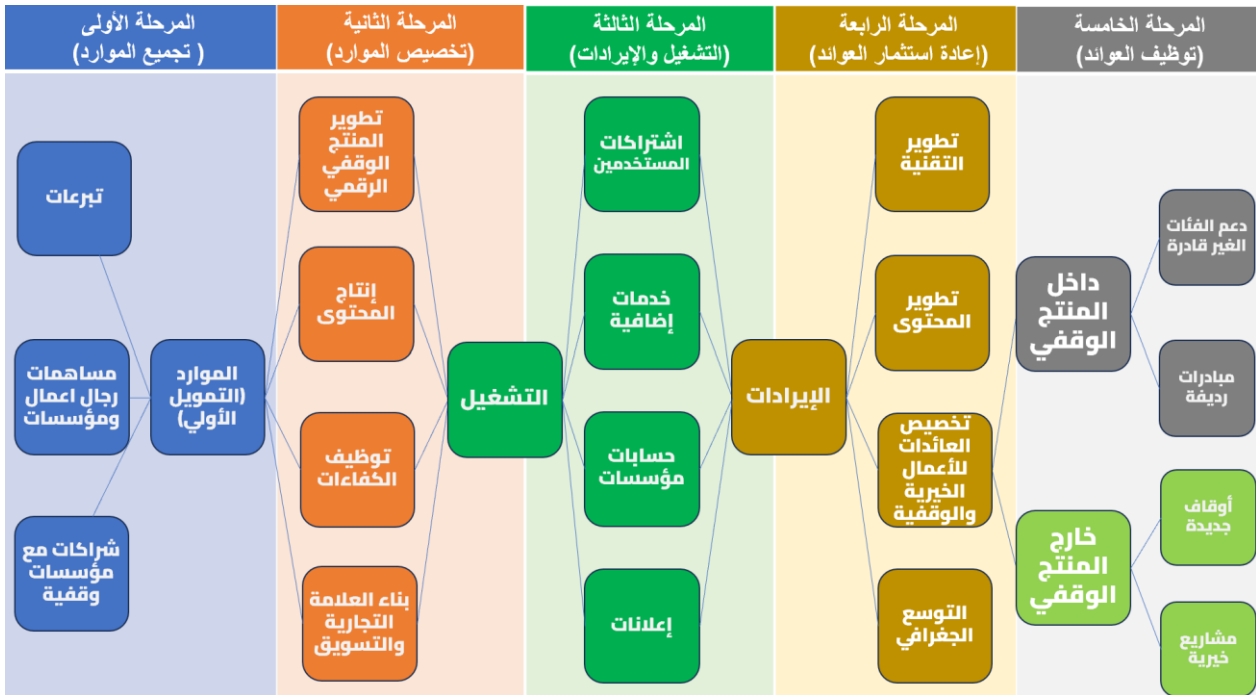 المرحلة الأولى
( تجميع الموارد)
المرحلة الثانية
(تخصيص الموارد)
المرحلة الثالثة
(التشغيل والإيرادات)
المرحلة الرابعة
(إعادة استثمار العوائد)
المرحلة الخامسة
(توظيف العوائد)
تبرعات
مساهمات
رجال اعمال
ومؤسسات
شراكات مع
مؤسسات
وقفية
الموارد
(التمويل
الأولي)
تطوير
المنتج
الوقفي
الرقمي
إنتاج
المحتوى
توظيف
الكفاءات
بناء العلامة
التجارية
والتسويق
التشغيل
اشتراكات
المستخدمين
خدمات
إضافية
حسابات
مؤسسات
إعلانات
الإيرادات
تطوير
التقنية
تطوير
المحتوى
تخصيص
العائدات
للأعمال
الخيرية
والوقفية
التوسع
الجغرافي
داخل
المنتج
الوقفي
خارج
المنتج
الوقفي
دعم الفئات
الغير قادرة
مبادرات
رديفة
أوقاف
جديدة
مشاريع
خيرية